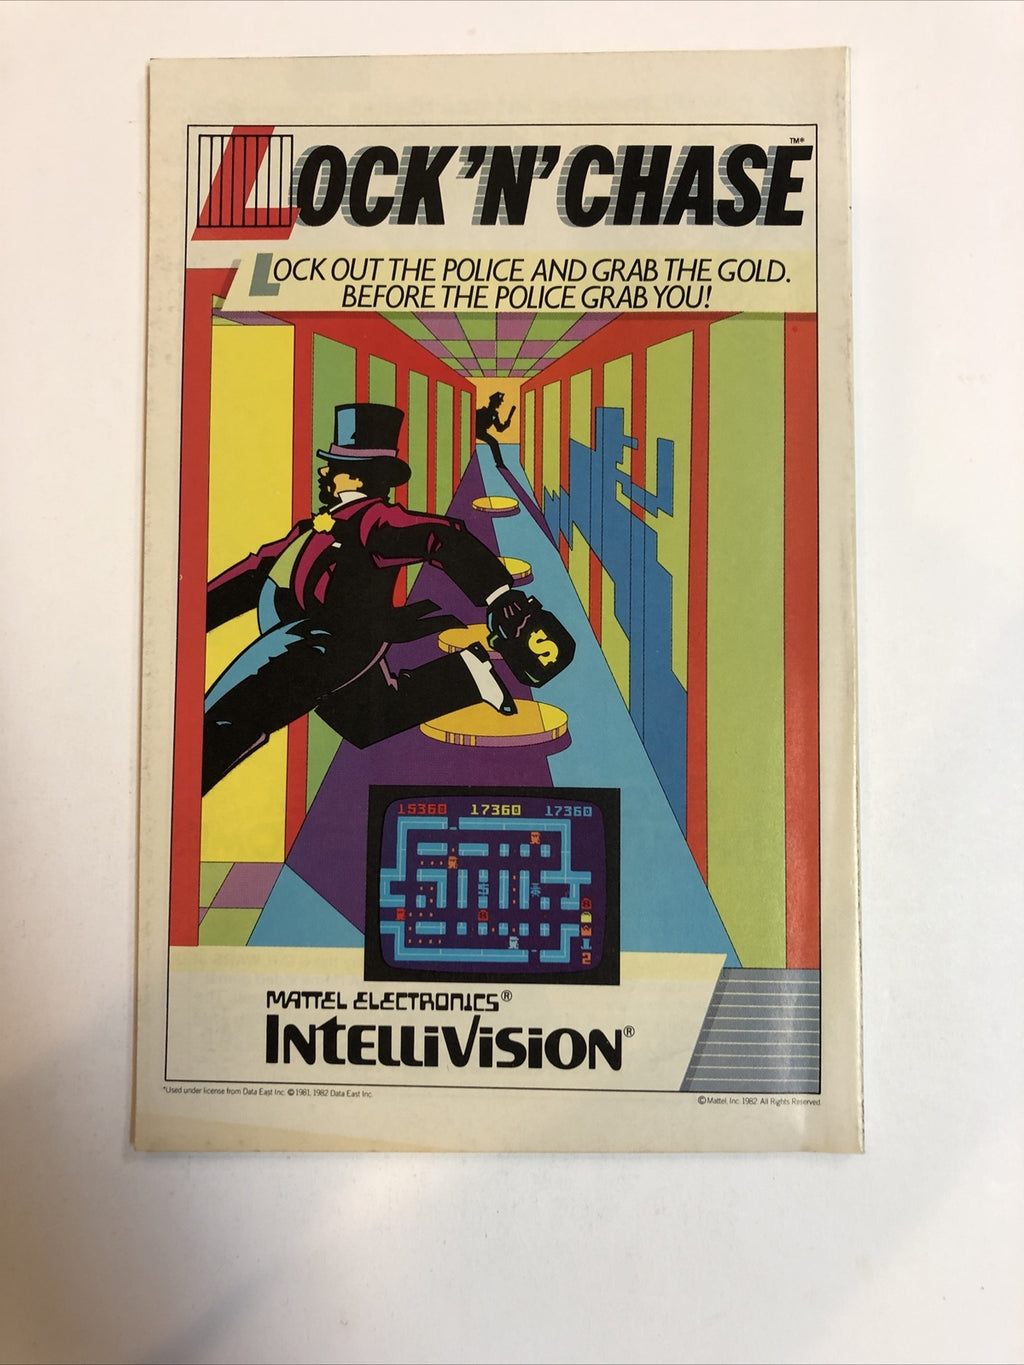 LOCK 'N' CHASE™*
LOCK OUT THE POLICE AND GRAB THE GOLD.
BEFORE THE POLICE GRAB YOU!
$
15360 17360 17360
2
MATTEL ELECTRONICS®
INTELLIVISION®
*Used under license from Data East Inc. © 1981, 1982 Data East Inc.
© Mattel, Inc. 1982. All Rights Reserved.